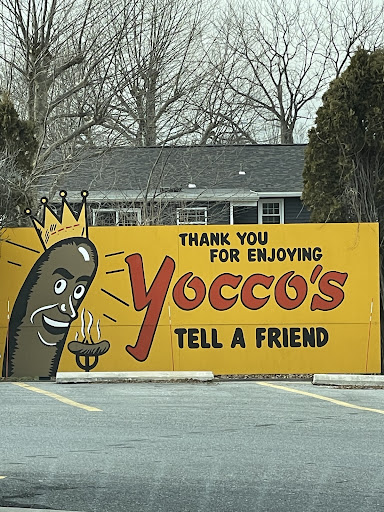 THANK YOU
FOR ENJOYING
Yocco's
TELL A FRIEND